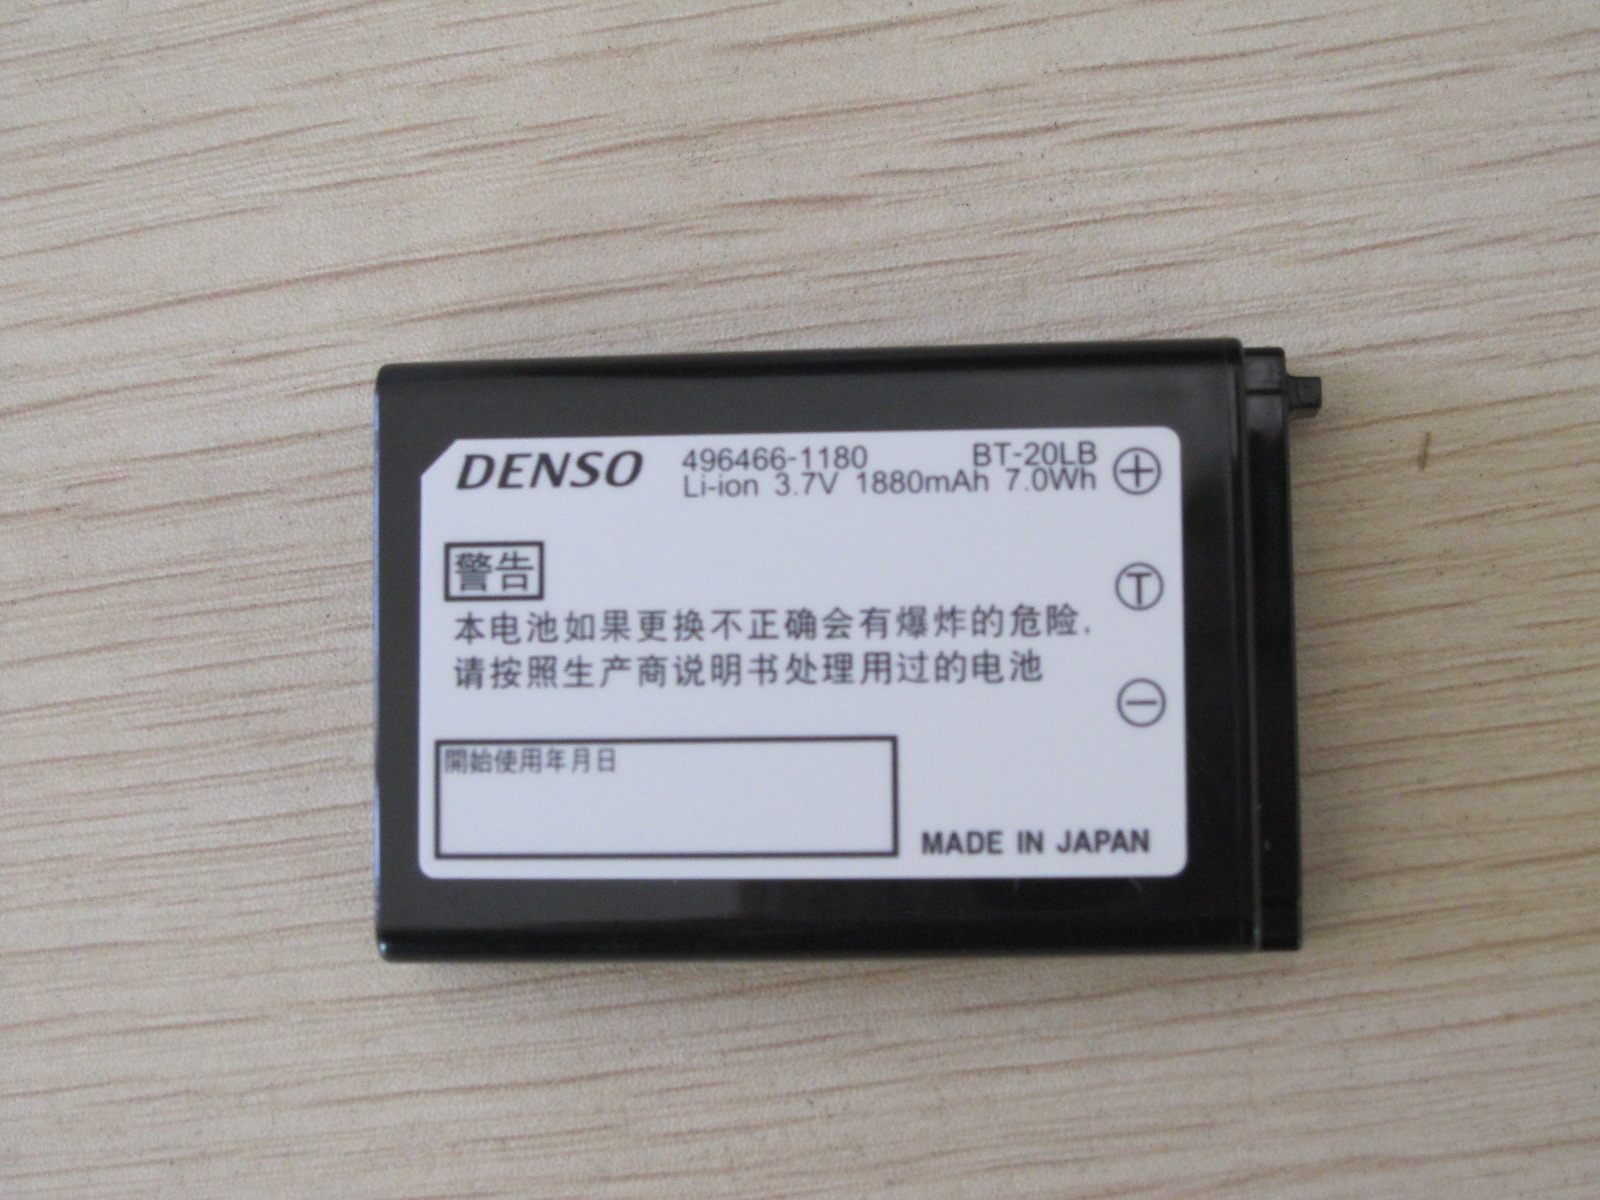 DENSO 496466-1180 BT-20LB
Li-ion 3.7V 1880mAh 7.0Wh
+
警告
T
本电池如果更换不正确会有爆炸的危险，
请按照生产商说明书处理用过的电池
−
開始使用年月日
MADE IN JAPAN